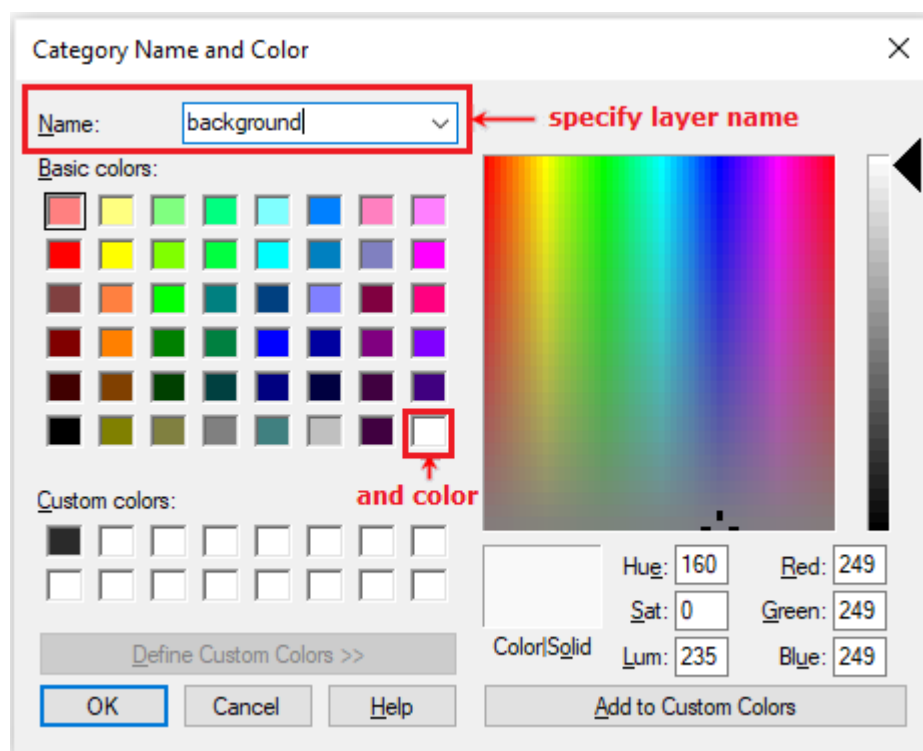 Category Name and Color
Name: background specify layer name
Basic colors:
and color
Custom colors:
Define Custom Colors >>
OK Cancel Help
Color|Solid
Hue: 160 Red: 249
Sat: 0 Green: 249
Lum: 235 Blue: 249
Add to Custom Colors